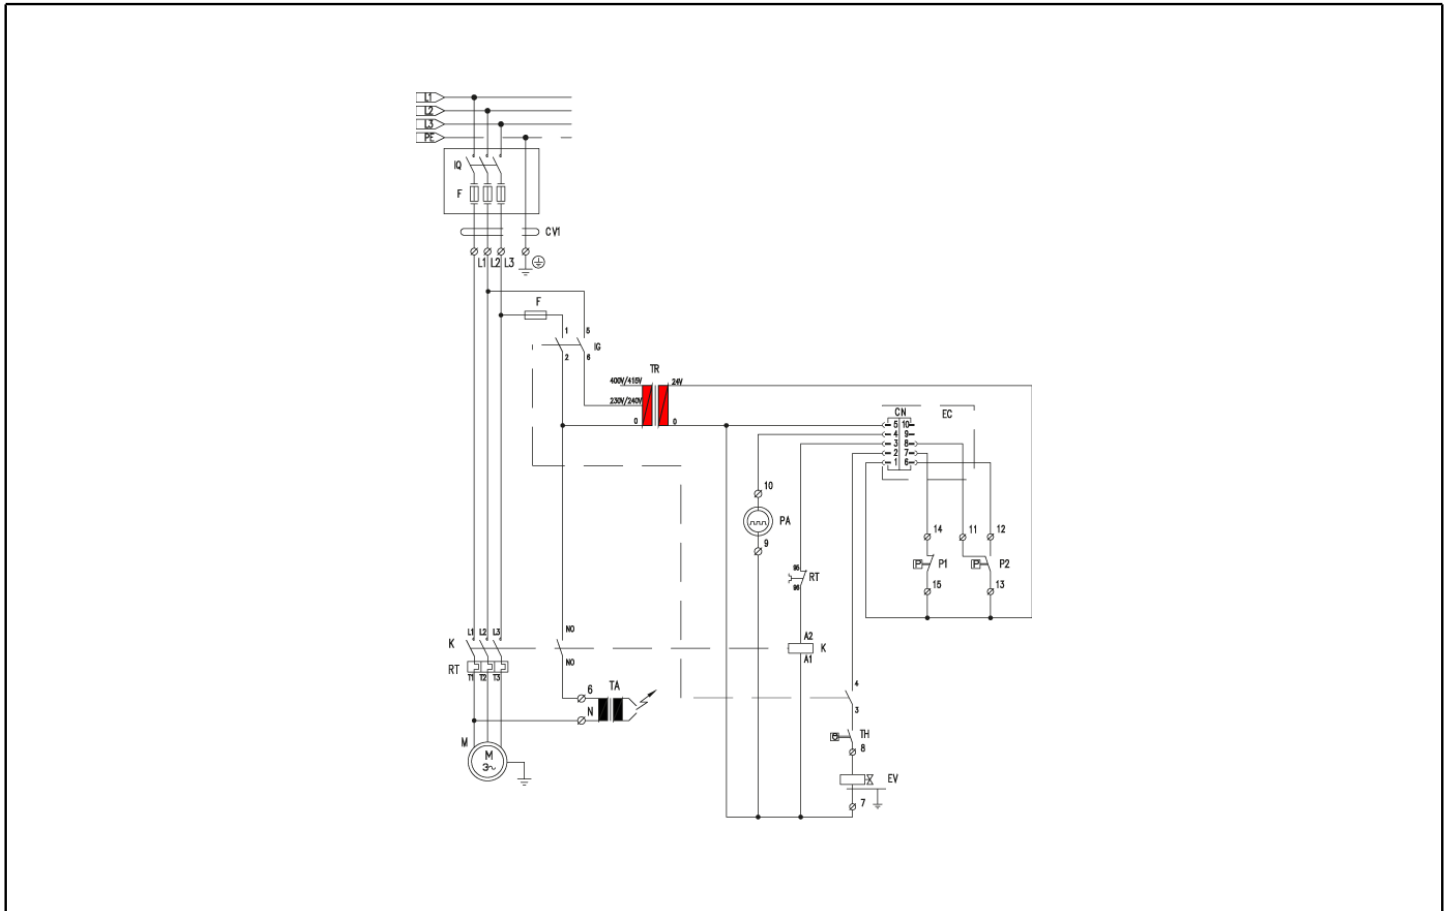 L1
L2
L3
PE
IQ
F
CV1
L1 L2 L3
F
1 5
IG
2 6
TR
400V/415V 24V
230V/240V
0 0
CN EC
5 10
4 9
3 8
2 7
1 6
10
PA
9
14 11 12
P P1 P P2
15 13
95
RT
96
NO
L1 L2 L3
K
A2
K
A1
NO
RT
T1 T2 T3
6 TA
N
4
3
TH
8
M
M
3~
EV
7